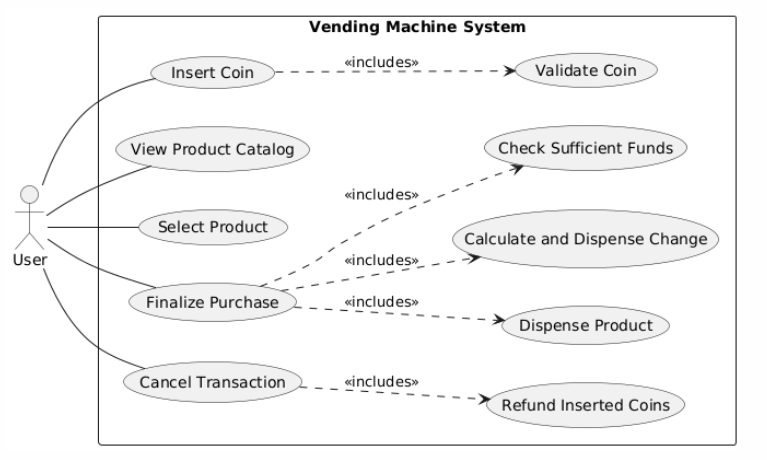 Vending Machine System
Insert Coin
«includes»
Validate Coin
View Product Catalog
Check Sufficient Funds
«includes»
Select Product
Calculate and Dispense Change
User
«includes»
Finalize Purchase
«includes»
Dispense Product
Cancel Transaction
«includes»
Refund Inserted Coins